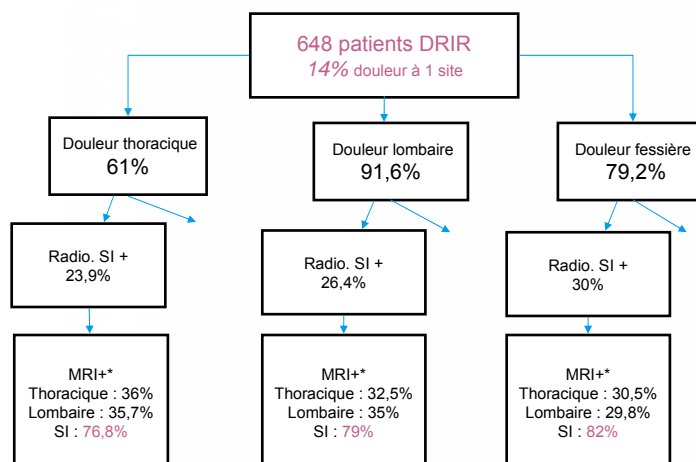 648 patients DRIR
14% douleur à 1 site
Douleur thoracique
61%
Douleur lombaire
91,6%
Douleur fessière
79,2%
Radio. SI +
23,9%
Radio. SI +
26,4%
Radio. SI +
30%
MRI+*
Thoracique : 36%
Lombaire : 35,7%
SI : 76,8%
MRI+*
Thoracique : 32,5%
Lombaire : 35%
SI : 79%
MRI+*
Thoracique : 30,5%
Lombaire : 29,8%
SI : 82%